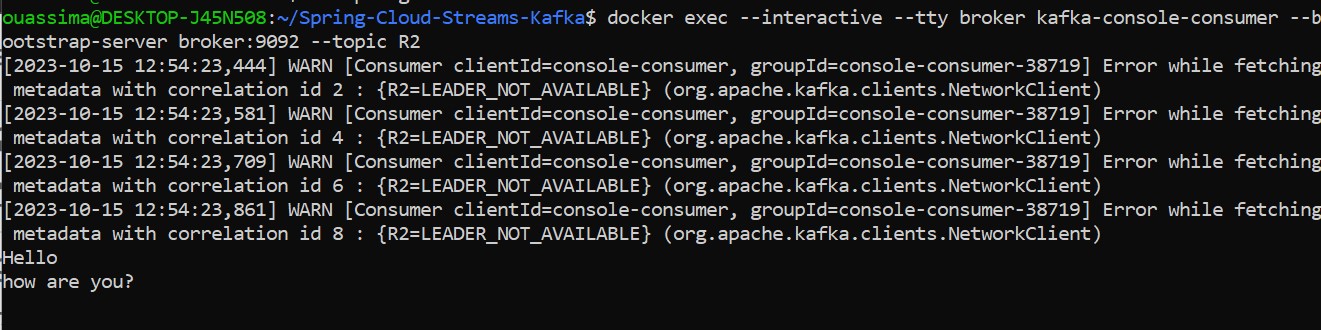 ouassima@DESKTOP-J45N508:~/Spring-Cloud-Streams-Kafka$ docker exec --interactive --tty broker kafka-console-consumer --b
ootstrap-server broker:9092 --topic R2
[2023-10-15 12:54:23,444] WARN [Consumer clientId=console-consumer, groupId=console-consumer-38719] Error while fetching
metadata with correlation id 2 : {R2=LEADER_NOT_AVAILABLE} (org.apache.kafka.clients.NetworkClient)
[2023-10-15 12:54:23,581] WARN [Consumer clientId=console-consumer, groupId=console-consumer-38719] Error while fetching
metadata with correlation id 4 : {R2=LEADER_NOT_AVAILABLE} (org.apache.kafka.clients.NetworkClient)
[2023-10-15 12:54:23,709] WARN [Consumer clientId=console-consumer, groupId=console-consumer-38719] Error while fetching
metadata with correlation id 6 : {R2=LEADER_NOT_AVAILABLE} (org.apache.kafka.clients.NetworkClient)
[2023-10-15 12:54:23,861] WARN [Consumer clientId=console-consumer, groupId=console-consumer-38719] Error while fetching
metadata with correlation id 8 : {R2=LEADER_NOT_AVAILABLE} (org.apache.kafka.clients.NetworkClient)
Hello
how are you?